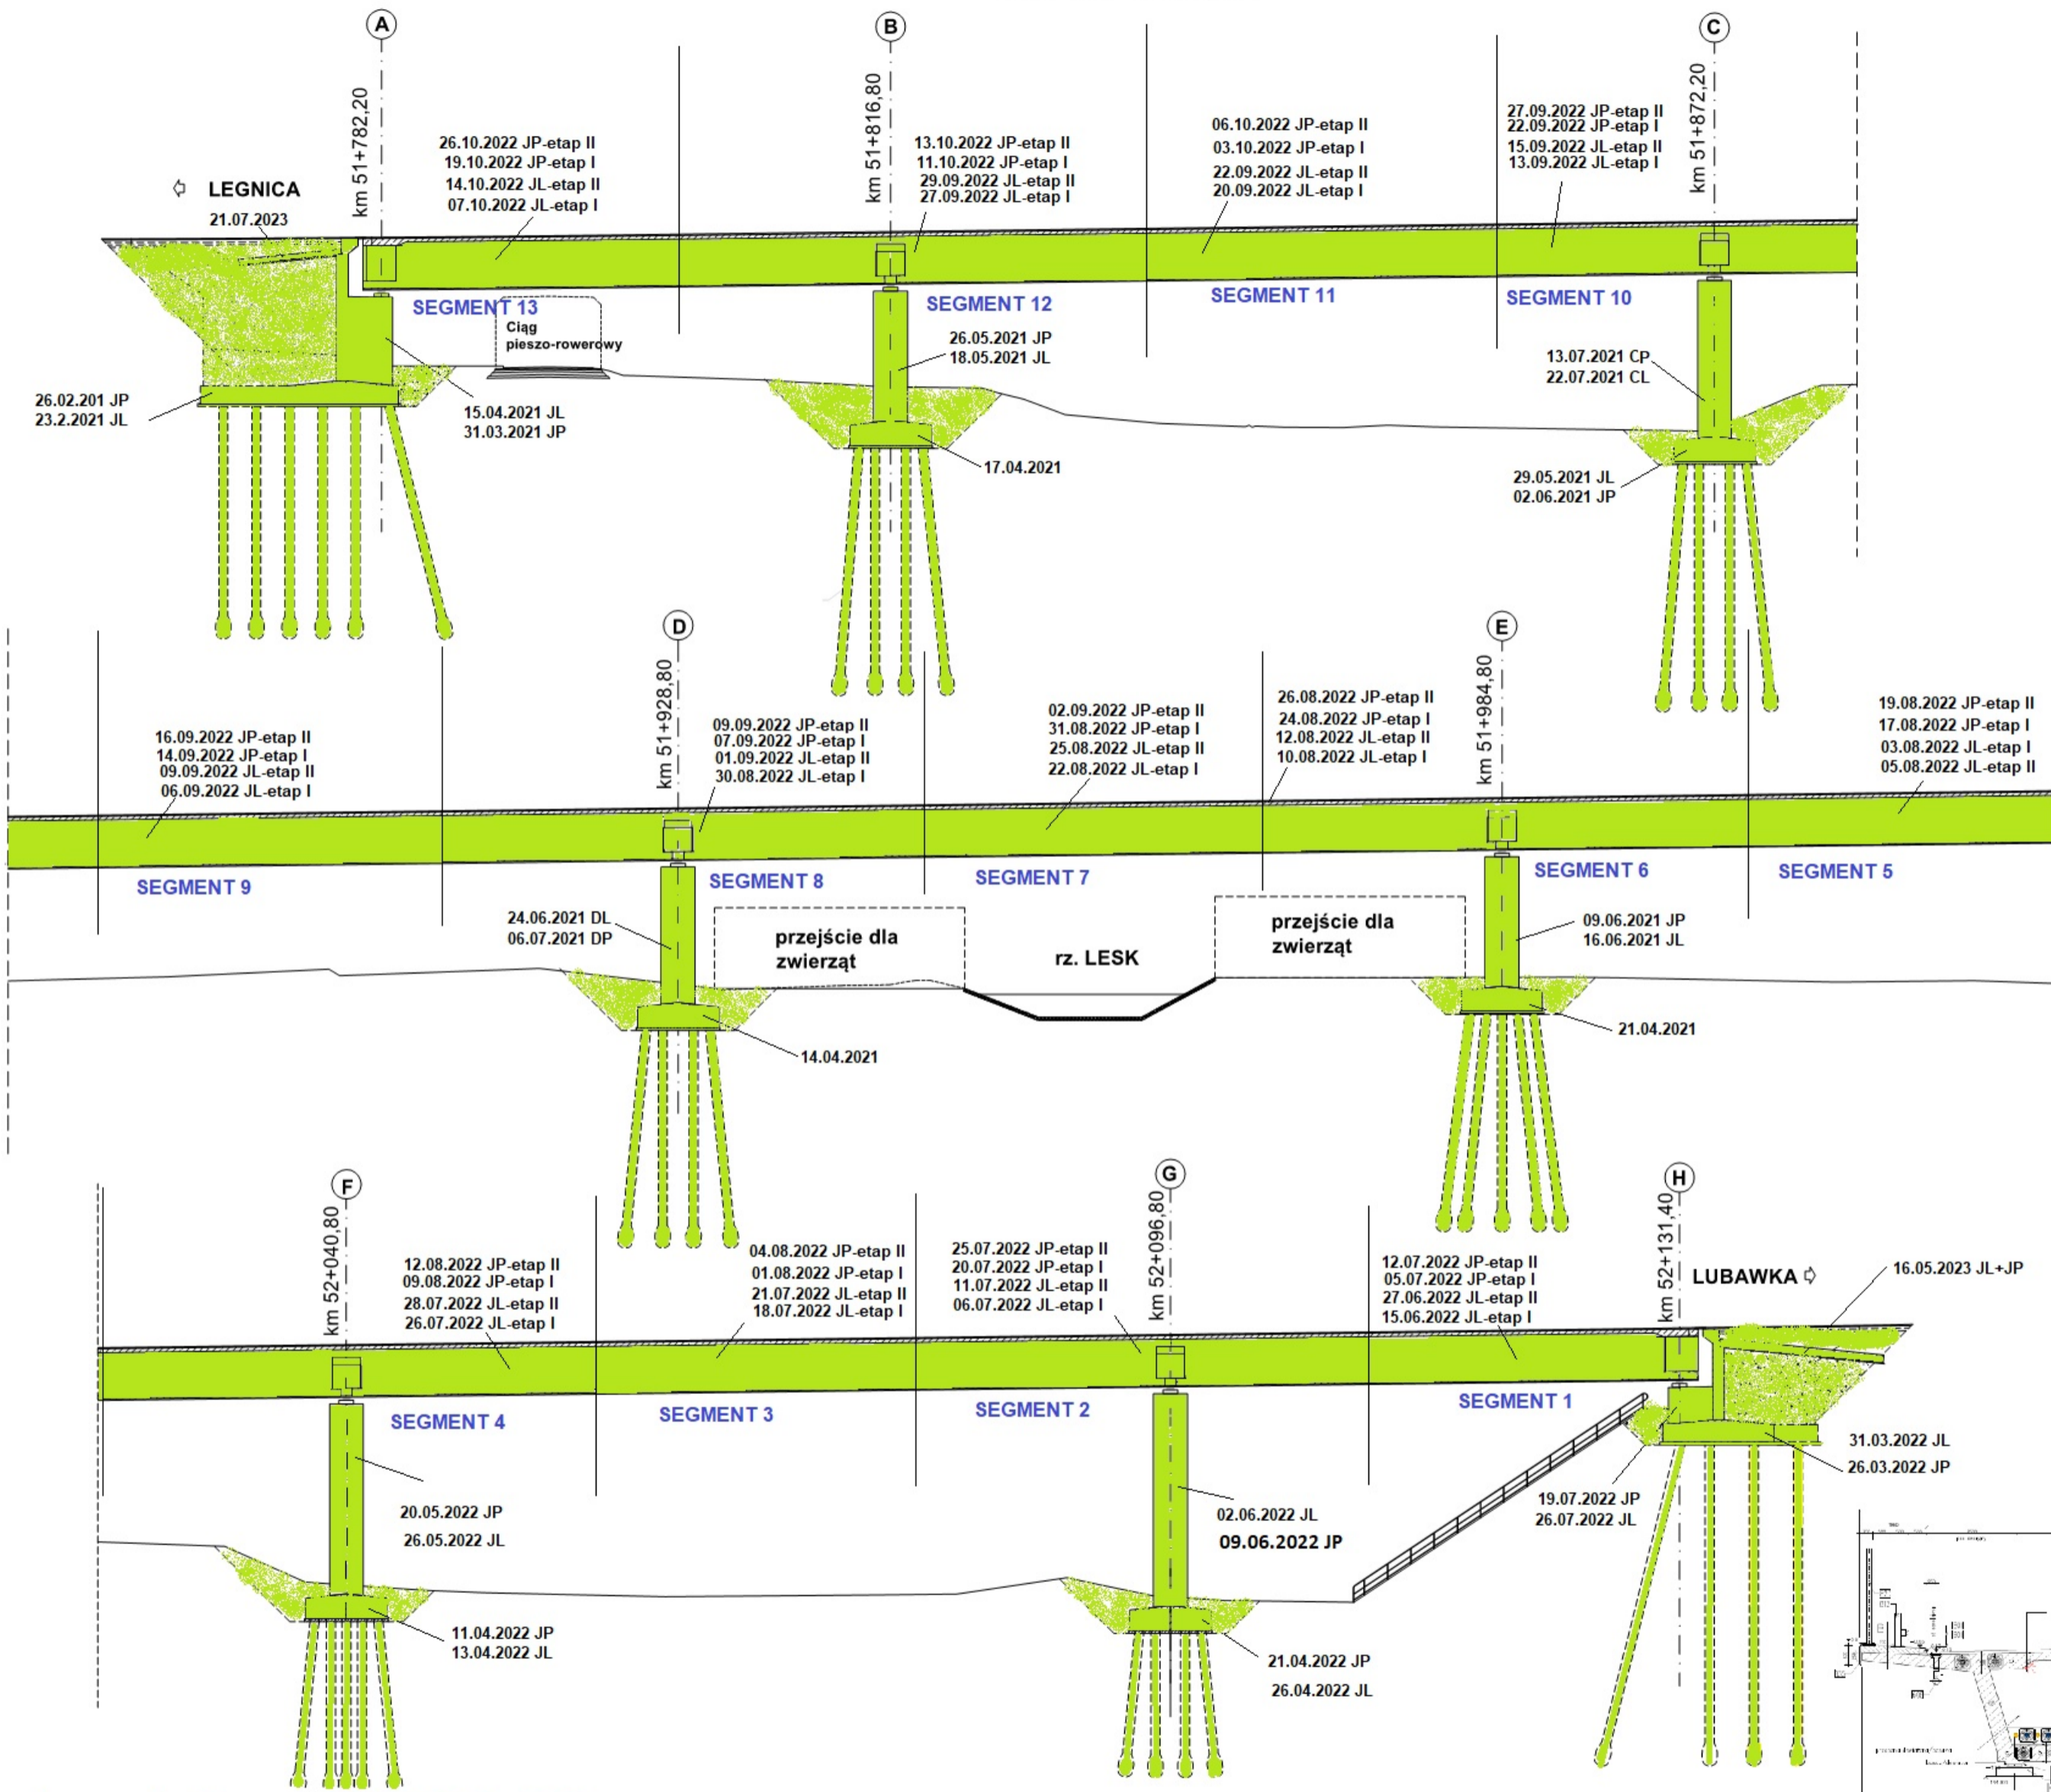 A
B
C
km 51+782,20
km 51+816,80
km 51+872,20
26.10.2022 JP-etap II
19.10.2022 JP-etap I
14.10.2022 JL-etap II
07.10.2022 JL-etap I
13.10.2022 JP-etap II
11.10.2022 JP-etap I
29.09.2022 JL-etap II
27.09.2022 JL-etap I
06.10.2022 JP-etap II
03.10.2022 JP-etap I
22.09.2022 JL-etap II
20.09.2022 JL-etap I
27.09.2022 JP-etap II
22.09.2022 JP-etap I
15.09.2022 JL-etap II
13.09.2022 JL-etap I
LEGNICA
21.07.2023
SEGMENT 13
SEGMENT 12
SEGMENT 11
SEGMENT 10
Ciąg
pieszo-rowerowy
26.05.2021 JP
18.05.2021 JL
13.07.2021 CP
22.07.2021 CL
26.02.201 JP
23.2.2021 JL
15.04.2021 JL
31.03.2021 JP
17.04.2021
29.05.2021 JL
02.06.2021 JP
D
E
km 51+928,80
km 51+984,80
16.09.2022 JP-etap II
14.09.2022 JP-etap I
09.09.2022 JL-etap II
06.09.2022 JL-etap I
09.09.2022 JP-etap II
07.09.2022 JP-etap I
01.09.2022 JL-etap II
30.08.2022 JL-etap I
02.09.2022 JP-etap II
31.08.2022 JP-etap I
25.08.2022 JL-etap II
22.08.2022 JL-etap I
26.08.2022 JP-etap II
24.08.2022 JP-etap I
12.08.2022 JL-etap II
10.08.2022 JL-etap I
19.08.2022 JP-etap II
17.08.2022 JP-etap I
03.08.2022 JL-etap I
05.08.2022 JL-etap II
SEGMENT 9
SEGMENT 8
SEGMENT 7
SEGMENT 6
SEGMENT 5
24.06.2021 DL
06.07.2021 DP
przejście dla
zwierząt
rz. LESK
przejście dla
zwierząt
09.06.2021 JP
16.06.2021 JL
14.04.2021
21.04.2021
F
G
H
km 52+040,80
km 52+096,80
km 52+131,40
12.08.2022 JP-etap II
09.08.2022 JP-etap I
28.07.2022 JL-etap II
26.07.2022 JL-etap I
04.08.2022 JP-etap II
01.08.2022 JP-etap I
21.07.2022 JL-etap II
18.07.2022 JL-etap I
25.07.2022 JP-etap II
20.07.2022 JP-etap I
11.07.2022 JL-etap II
06.07.2022 JL-etap I
12.07.2022 JP-etap II
05.07.2022 JP-etap I
27.06.2022 JL-etap II
15.06.2022 JL-etap I
LUBAWKA
16.05.2023 JL+JP
SEGMENT 4
SEGMENT 3
SEGMENT 2
SEGMENT 1
20.05.2022 JP
26.05.2022 JL
02.06.2022 JL
09.06.2022 JP
31.03.2022 JL
26.03.2022 JP
19.07.2022 JP
26.07.2022 JL
11.04.2022 JP
13.04.2022 JL
21.04.2022 JP
26.04.2022 JL